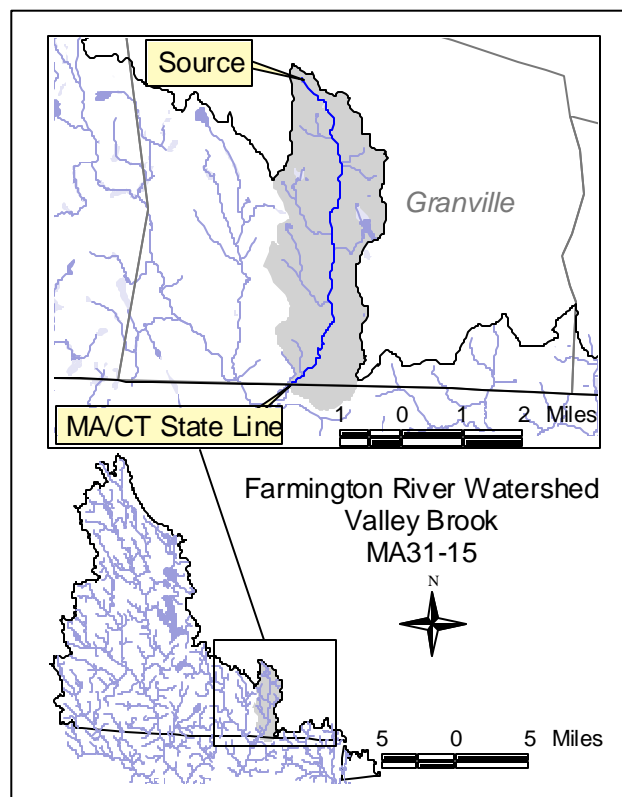 Source
Granville
MA/CT State Line
1 0 1 2 Miles
Farmington River Watershed
Valley Brook
MA31-15
N
5 0 5 Miles